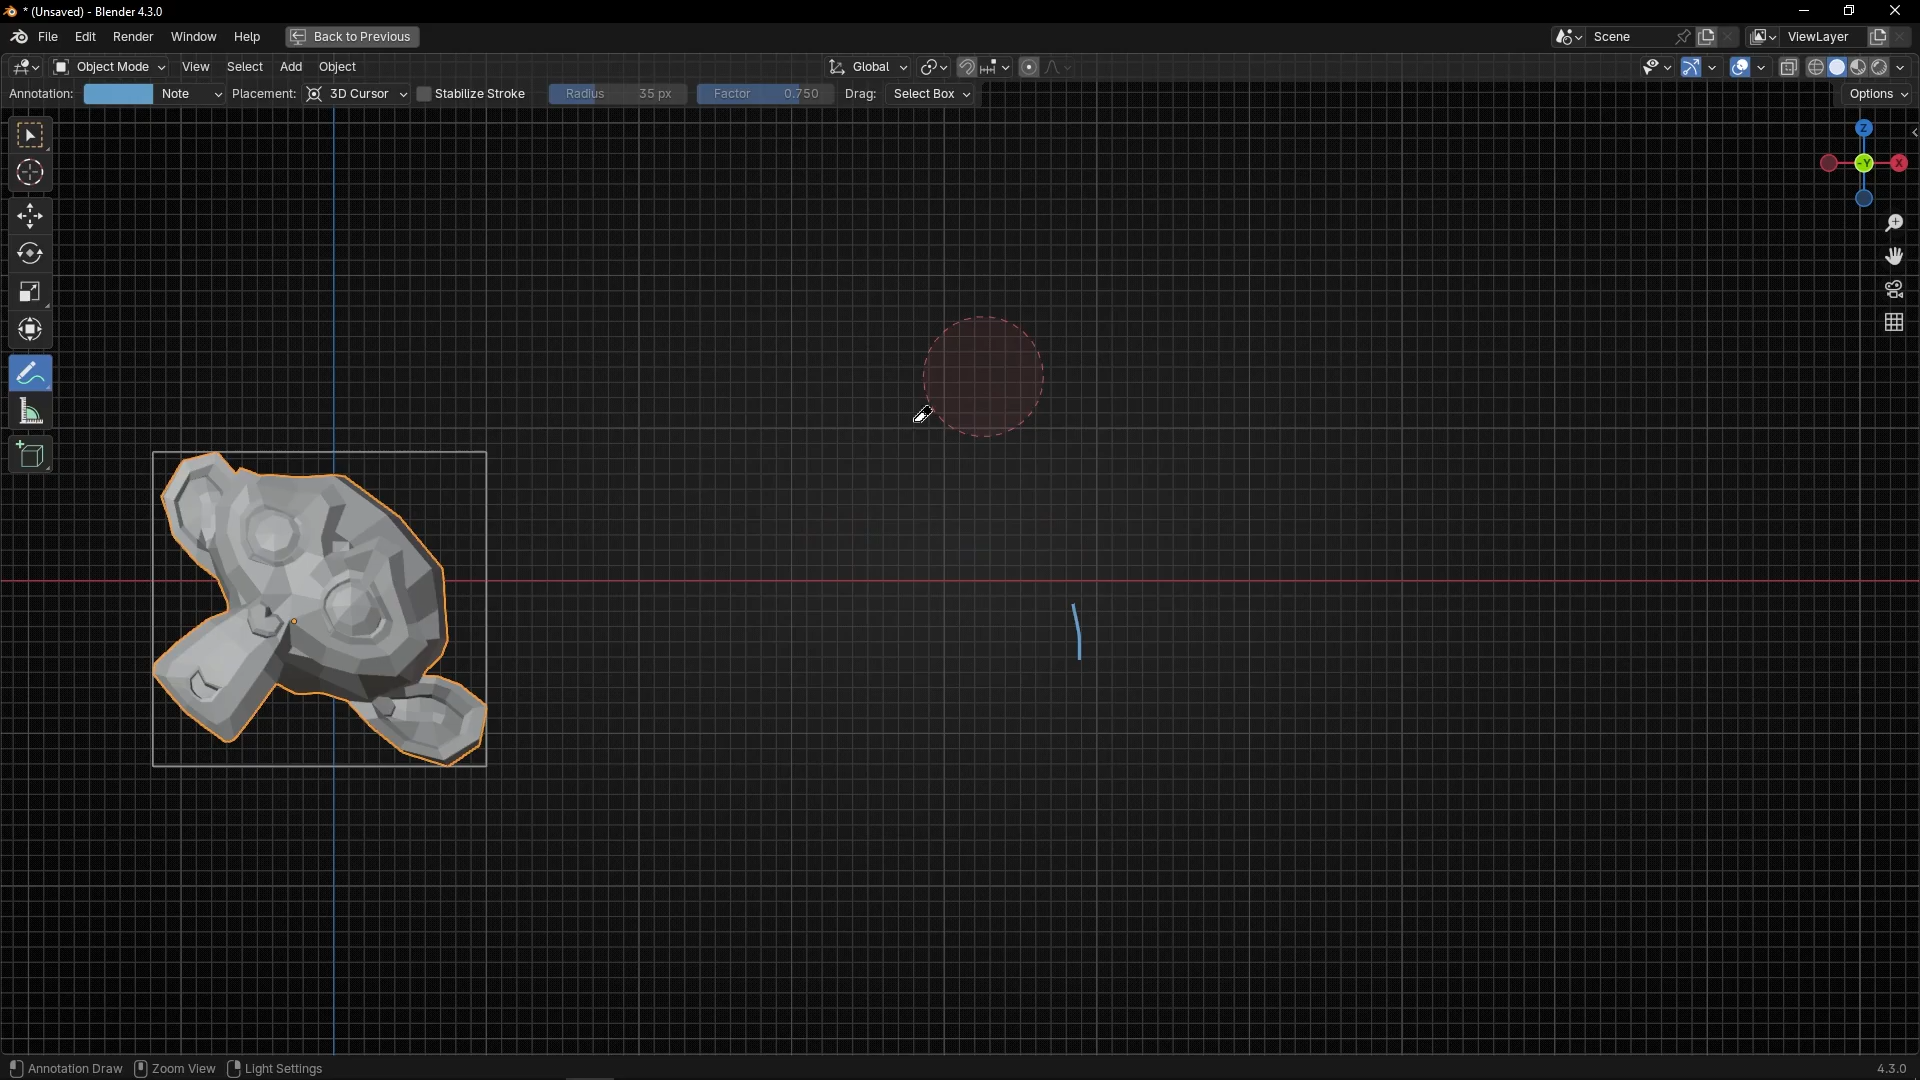 * (Unsaved) - Blender 4.3.0
File Edit Render Window Help Back to Previous Scene ViewLayer
Object Mode View Select Add Object Global
Annotation: Note Placement: 3D Cursor Stabilize Stroke Radius 35 px Factor 0.750 Drag: Select Box Options
Z
-Y X
Annotation Draw Zoom View Light Settings 4.3.0